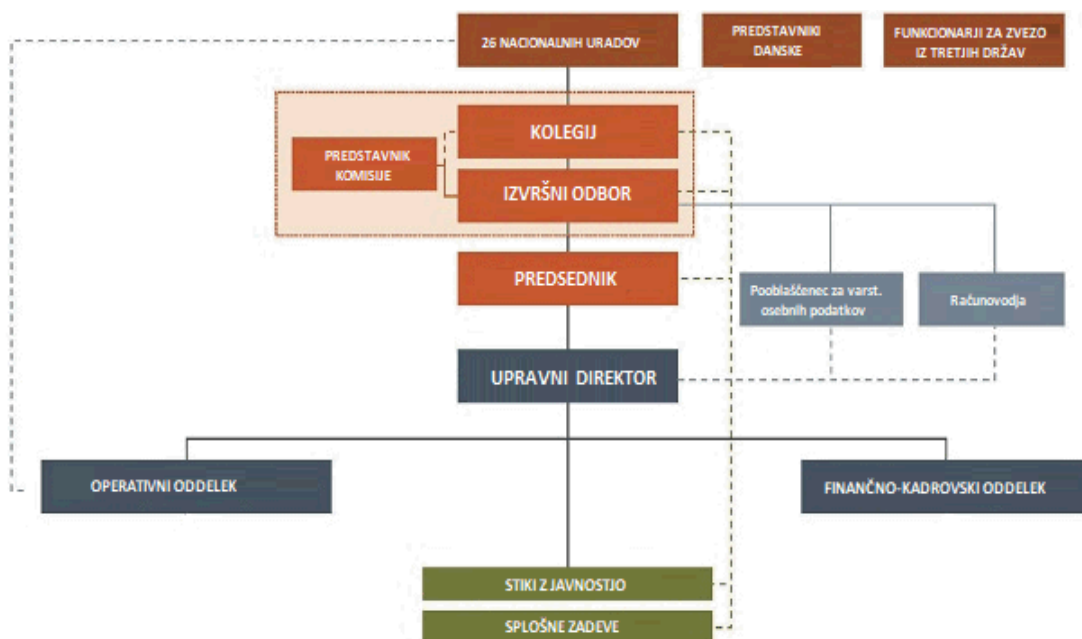 26 NACIONALNIH URADOV
PREDSTAVNIKI
DANSKE
FUNKCIONARJI ZA ZVEZO
IZ TRETJIH DRŽAV
KOLEGIJ
PREDSTAVNIK
KOMISIJE
IZVRŠNI ODBOR
PREDSEDNIK
Pooblaščenec za varst.
osebnih podatkov
Računovodja
UPRAVNI DIREKTOR
OPERATIVNI ODDELEK
FINANČNO-KADROVSKI ODDELEK
STIKI Z JAVNOSTJO
SPLOŠNE ZADEVE